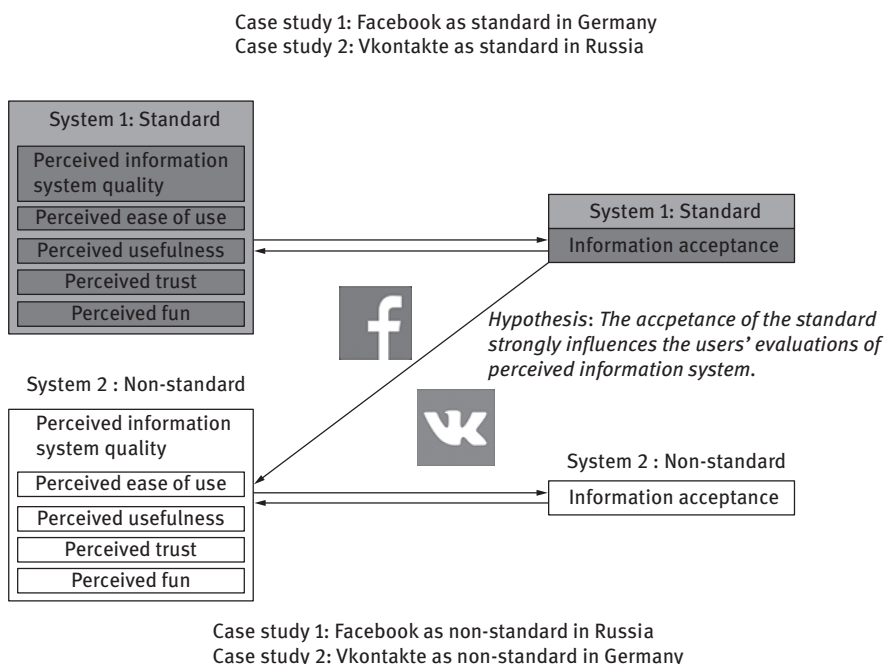 Case study 1: Facebook as standard in Germany
Case study 2: Vkontakte as standard in Russia
System 1: Standard
Perceived information
system quality
Perceived ease of use
Perceived usefulness
Perceived trust
Perceived fun
System 1: Standard
Information acceptance
f
Hypothesis: The accpetance of the standard
strongly influences the users’ evaluations of
perceived information system.
System 2 : Non-standard
Perceived information
system quality
Perceived ease of use
Perceived usefulness
Perceived trust
Perceived fun
VK
System 2 : Non-standard
Information acceptance
Case study 1: Facebook as non-standard in Russia
Case study 2: Vkontakte as non-standard in Germany